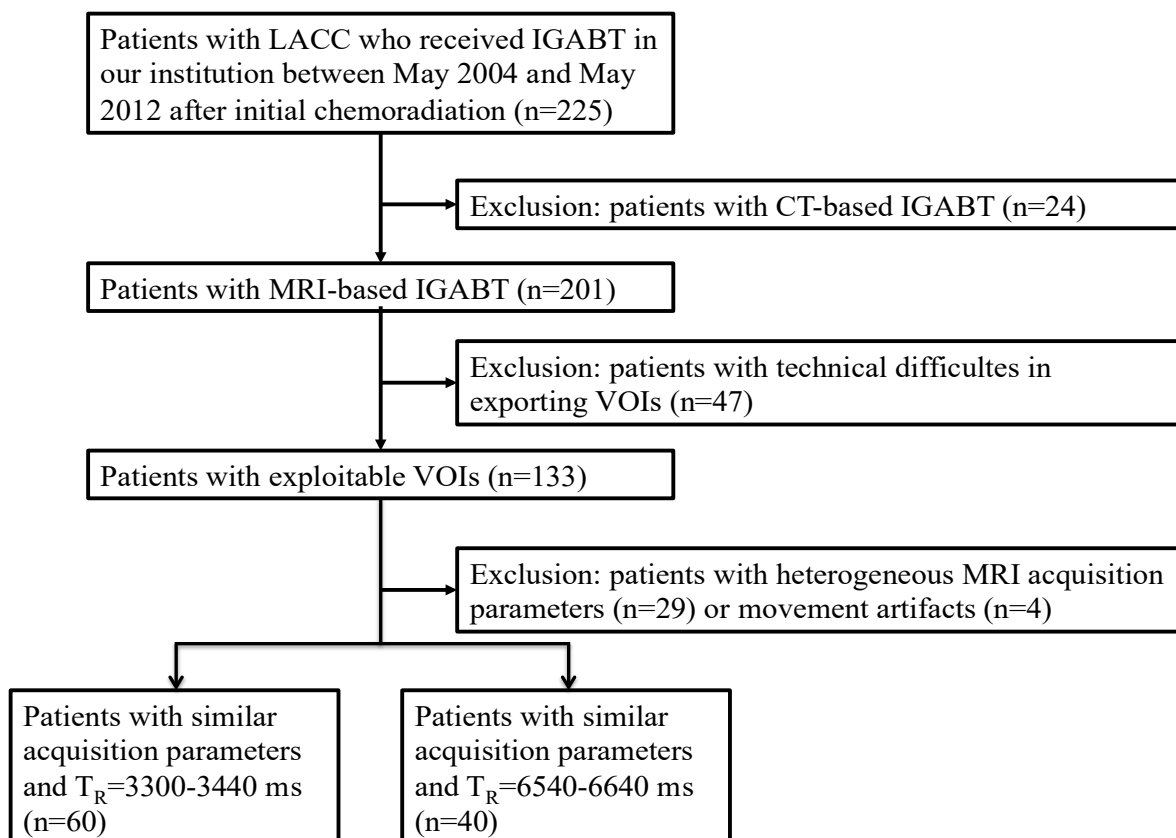 Patients with LACC who received IGABT in
our institution between May 2004 and May
2012 after initial chemoradiation (n=225)
Exclusion: patients with CT-based IGABT (n=24)
Patients with MRI-based IGABT (n=201)
Exclusion: patients with technical difficultes in
exporting VOIs (n=47)
Patients with exploitable VOIs (n=133)
Exclusion: patients with heterogeneous MRI acquisition
parameters (n=29) or movement artifacts (n=4)
Patients with similar
acquisition parameters
and TR=3300-3440 ms
(n=60)
Patients with similar
acquisition parameters
and TR=6540-6640 ms
(n=40)